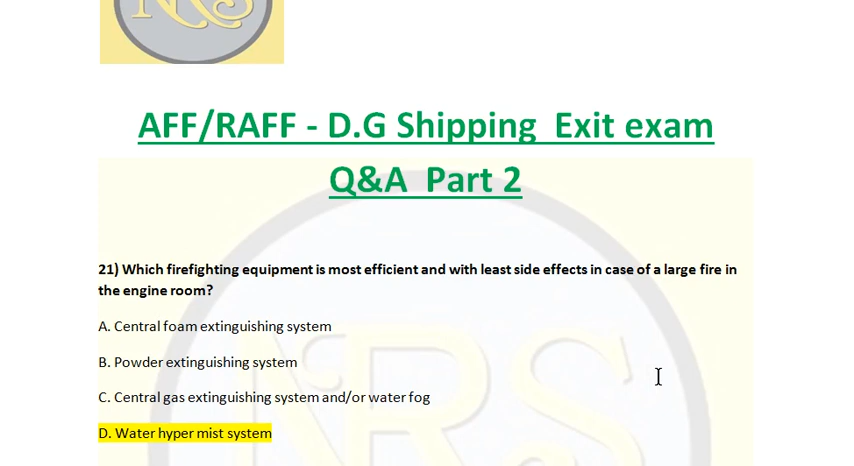 NRS
AFF/RAFF - D.G Shipping Exit exam
Q&A Part 2
21) Which firefighting equipment is most efficient and with least side effects in case of a large fire in
the engine room?
A. Central foam extinguishing system
B. Powder extinguishing system
C. Central gas extinguishing system and/or water fog
D. Water hyper mist system
NRS